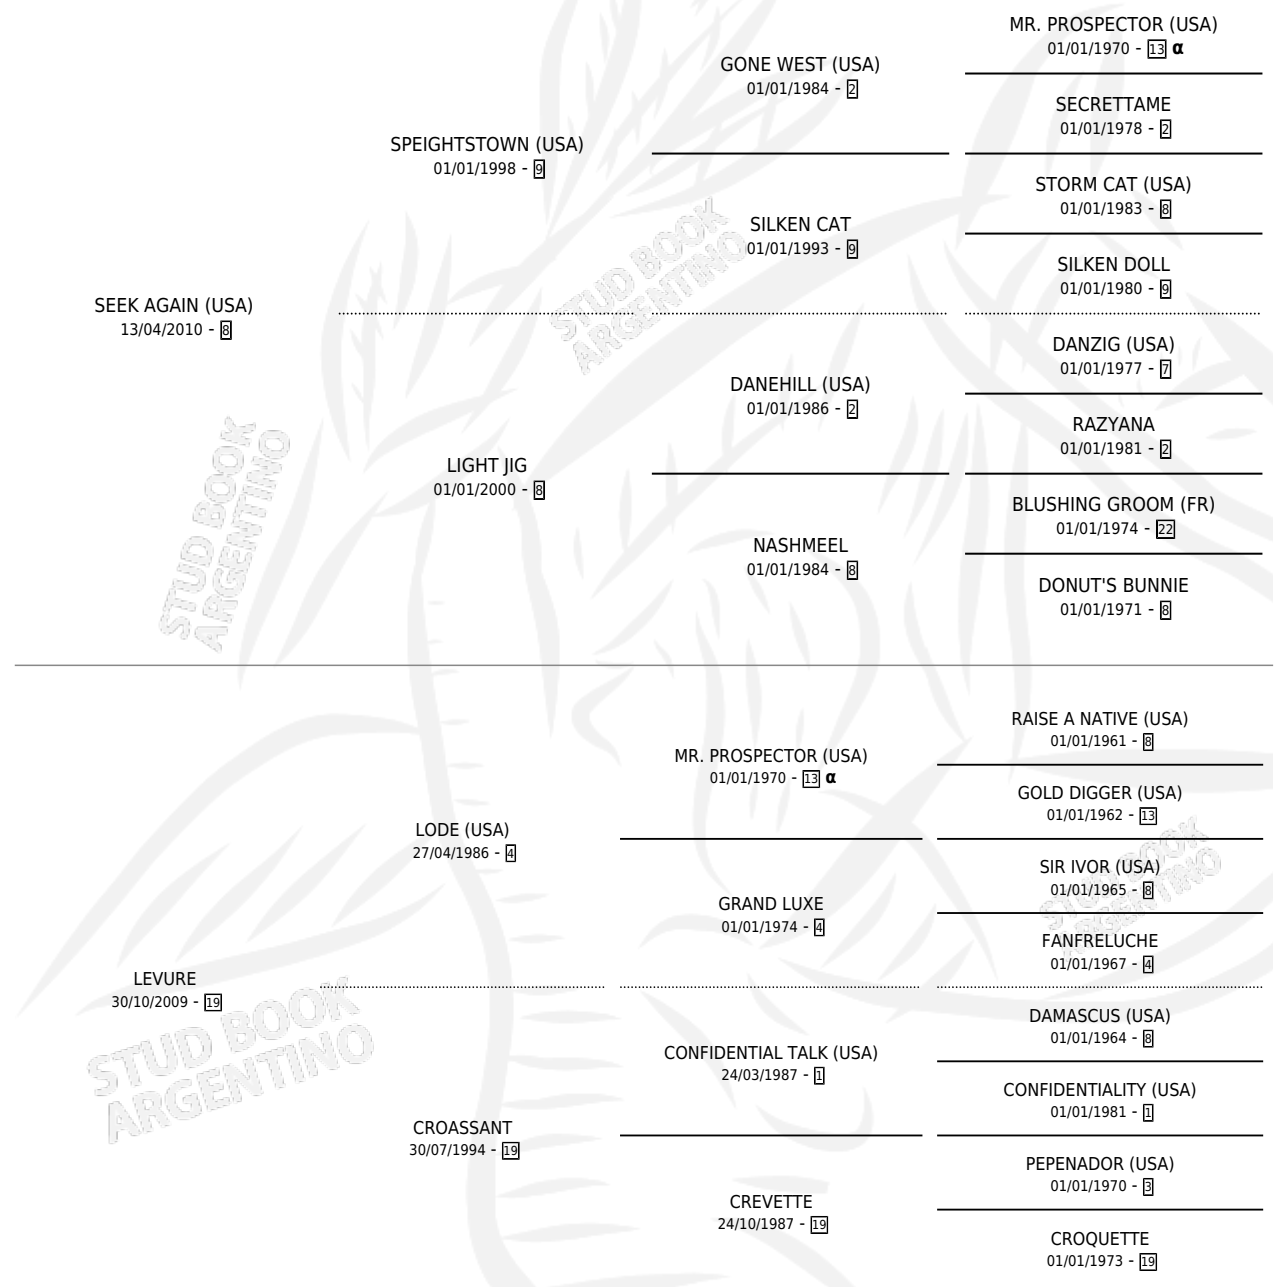 MR. PROSPECTOR (USA)
01/01/1970 - 13 α
GONE WEST (USA)
01/01/1984 - 2
SECRETTAME
01/01/1978 - 2
SPEIGHTSTOWN (USA)
01/01/1998 - 9
STORM CAT (USA)
01/01/1983 - 8
SILKEN CAT
01/01/1993 - 9
SILKEN DOLL
01/01/1980 - 9
SEEK AGAIN (USA)
13/04/2010 - 8
DANZIG (USA)
01/01/1977 - 7
DANEHILL (USA)
01/01/1986 - 2
RAZYANA
01/01/1981 - 2
LIGHT JIG
01/01/2000 - 8
BLUSHING GROOM (FR)
01/01/1974 - 22
NASHMEEL
01/01/1984 - 8
DONUT'S BUNNIE
01/01/1971 - 8
RAISE A NATIVE (USA)
01/01/1961 - 8
MR. PROSPECTOR (USA)
01/01/1970 - 13 α
GOLD DIGGER (USA)
01/01/1962 - 13
LODE (USA)
27/04/1986 - 4
SIR IVOR (USA)
01/01/1965 - 8
GRAND LUXE
01/01/1974 - 4
FANFRELUCHE
01/01/1967 - 4
LEVURE
30/10/2009 - 19
DAMASCUS (USA)
01/01/1964 - 8
CONFIDENTIAL TALK (USA)
24/03/1987 - 1
CONFIDENTIALITY (USA)
01/01/1981 - 1
CROASSANT
30/07/1994 - 19
PEPENADOR (USA)
01/01/1970 - 3
CREVETTE
24/10/1987 - 19
CROQUETTE
01/01/1973 - 19
STUD BOOK
ARGENTINO
STUD BOOK
ARGENTINO
STUD BOOK
ARGENTINO
STUD BOOK
ARGENTINO